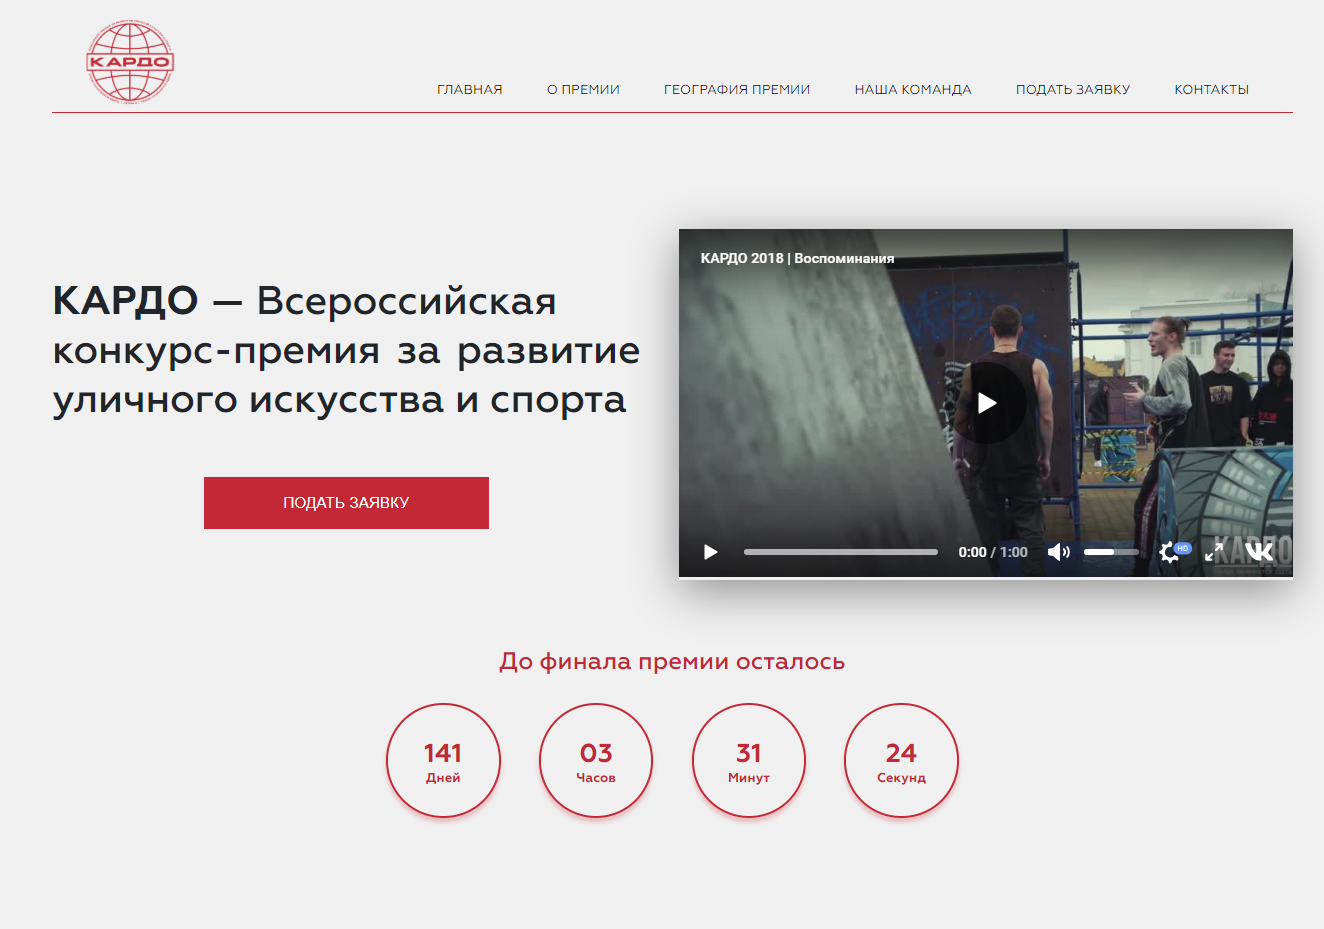 КАРДО
ГЛАВНАЯ
О ПРЕМИИ
ГЕОГРАФИЯ ПРЕМИИ
НАША КОМАНДА
ПОДАТЬ ЗАЯВКУ
КОНТАКТЫ
КАРДО — Всероссийская
конкурс-премия за развитие
уличного искусства и спорта
ПОДАТЬ ЗАЯВКУ
КАРДО 2018 | Воспоминания
0:00 / 1:00
HD
КАРДО
До финала премии осталось
141
Дней
03
Часов
31
Минут
24
Секунд